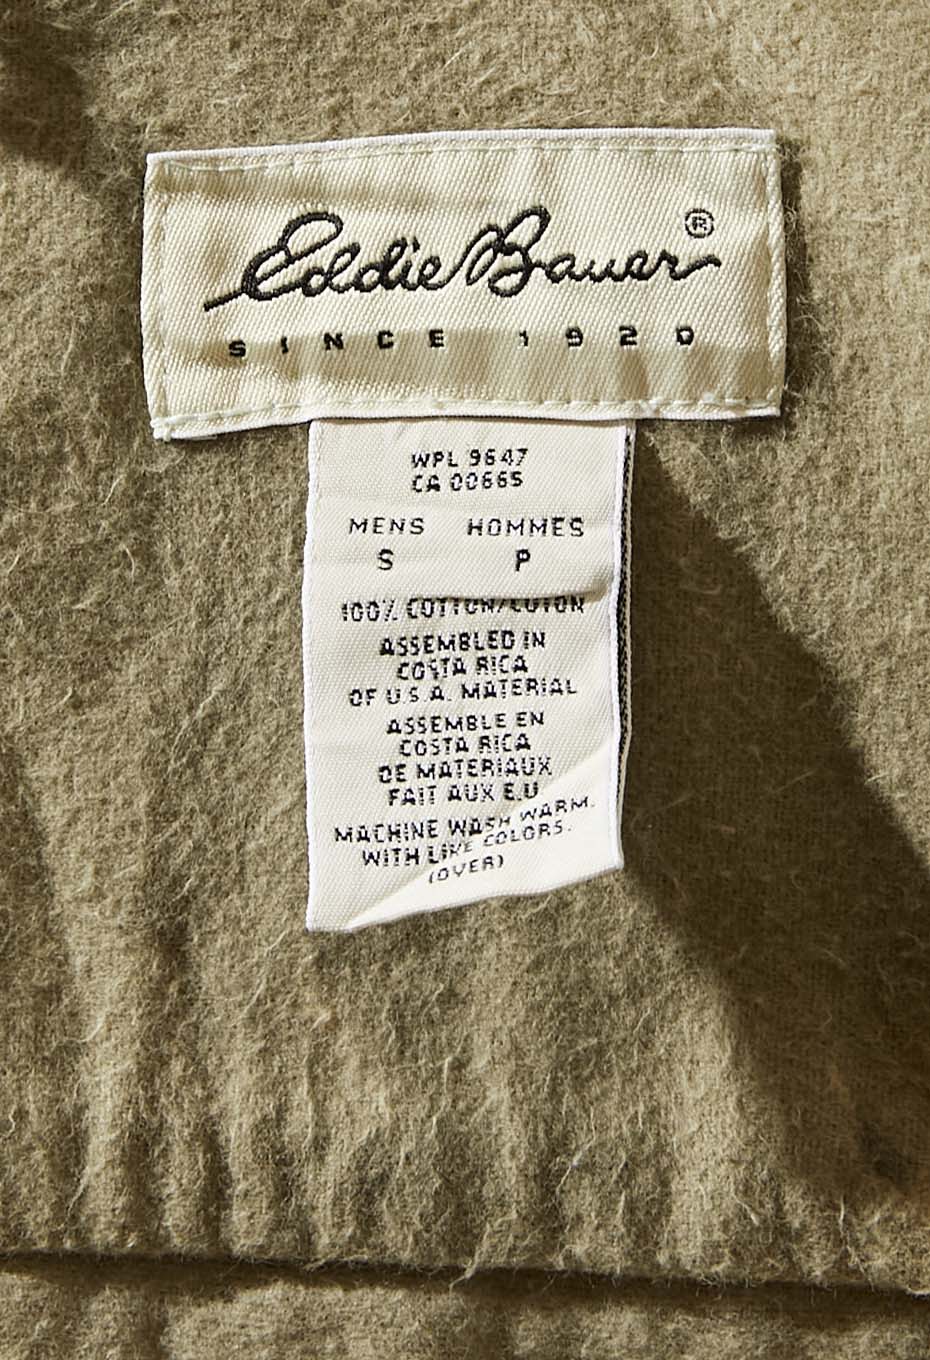 Eddie Bauer®
SINCE 1920
WPL 9647
CA 00665
MENS HOMMES
S P
100% COTTON/COTON
ASSEMBLED IN
COSTA RICA
OF U.S.A. MATERIAL
ASSEMBLE EN
COSTA RICA
DE MATERIAUX
FAIT AUX E.U
MACHINE WASH WARM.
WITH LIKE COLORS.
(OVER)